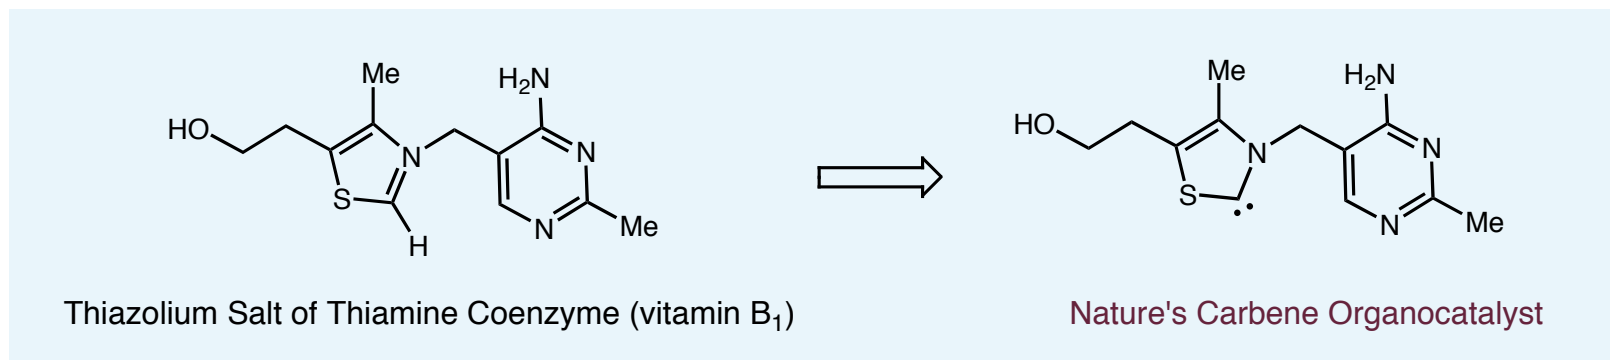 Me
H₂N
HO
N
N
S
N
Me
H
Me
H₂N
HO
N
N
S
N
Me
Thiazolium Salt of Thiamine Coenzyme (vitamin B₁)
Nature's Carbene Organocatalyst